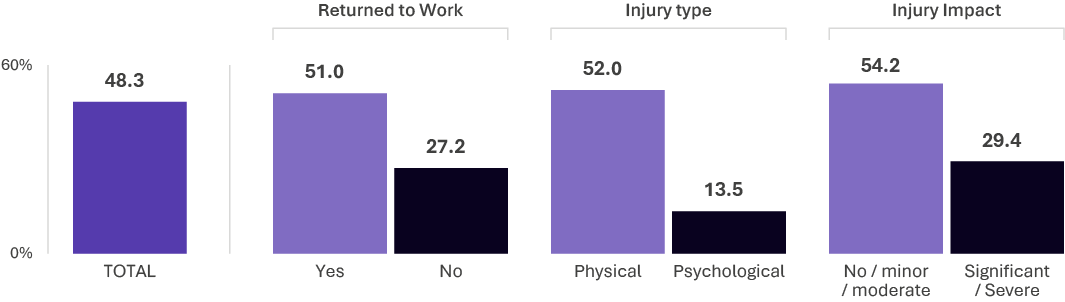 Returned to Work
Injury type
Injury Impact
60%
0%
48.3
51.0
27.2
52.0
13.5
54.2
29.4
TOTAL
Yes
No
Physical
Psychological
No / minor
/ moderate
Significant
/ Severe